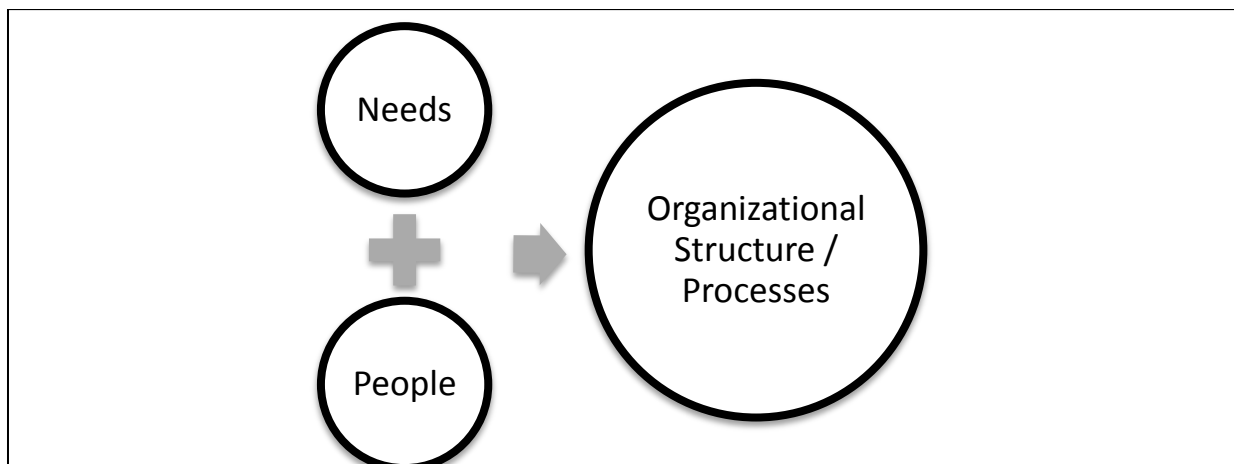 Needs
People
Organizational
Structure /
Processes